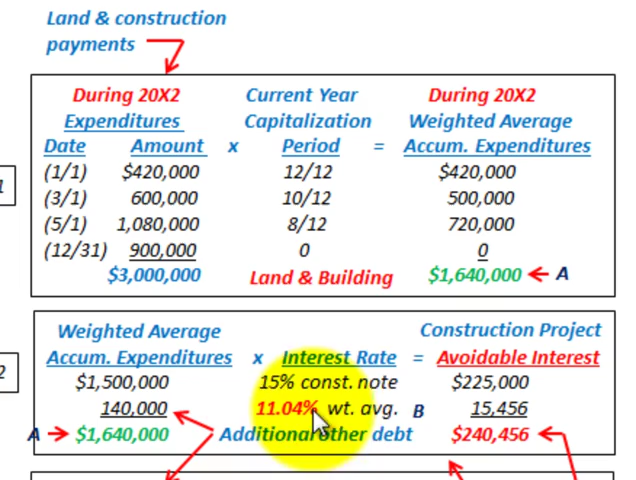 Land & construction
payments
During 20X2 Current Year During 20X2
Expenditures Capitalization Weighted Average
Date Amount x Period = Accum. Expenditures
(1/1) $420,000 12/12 $420,000
(3/1) 600,000 10/12 500,000
(5/1) 1,080,000 8/12 720,000
(12/31) 900,000 0 0
$3,000,000 Land & Building $1,640,000 A
1
Weighted Average Construction Project
Accum. Expenditures x Interest Rate = Avoidable Interest
2
$1,500,000 15% const. note $225,000
140,000 11.04% wt. avg. B 15,456
A $1,640,000 Additional other debt $240,456